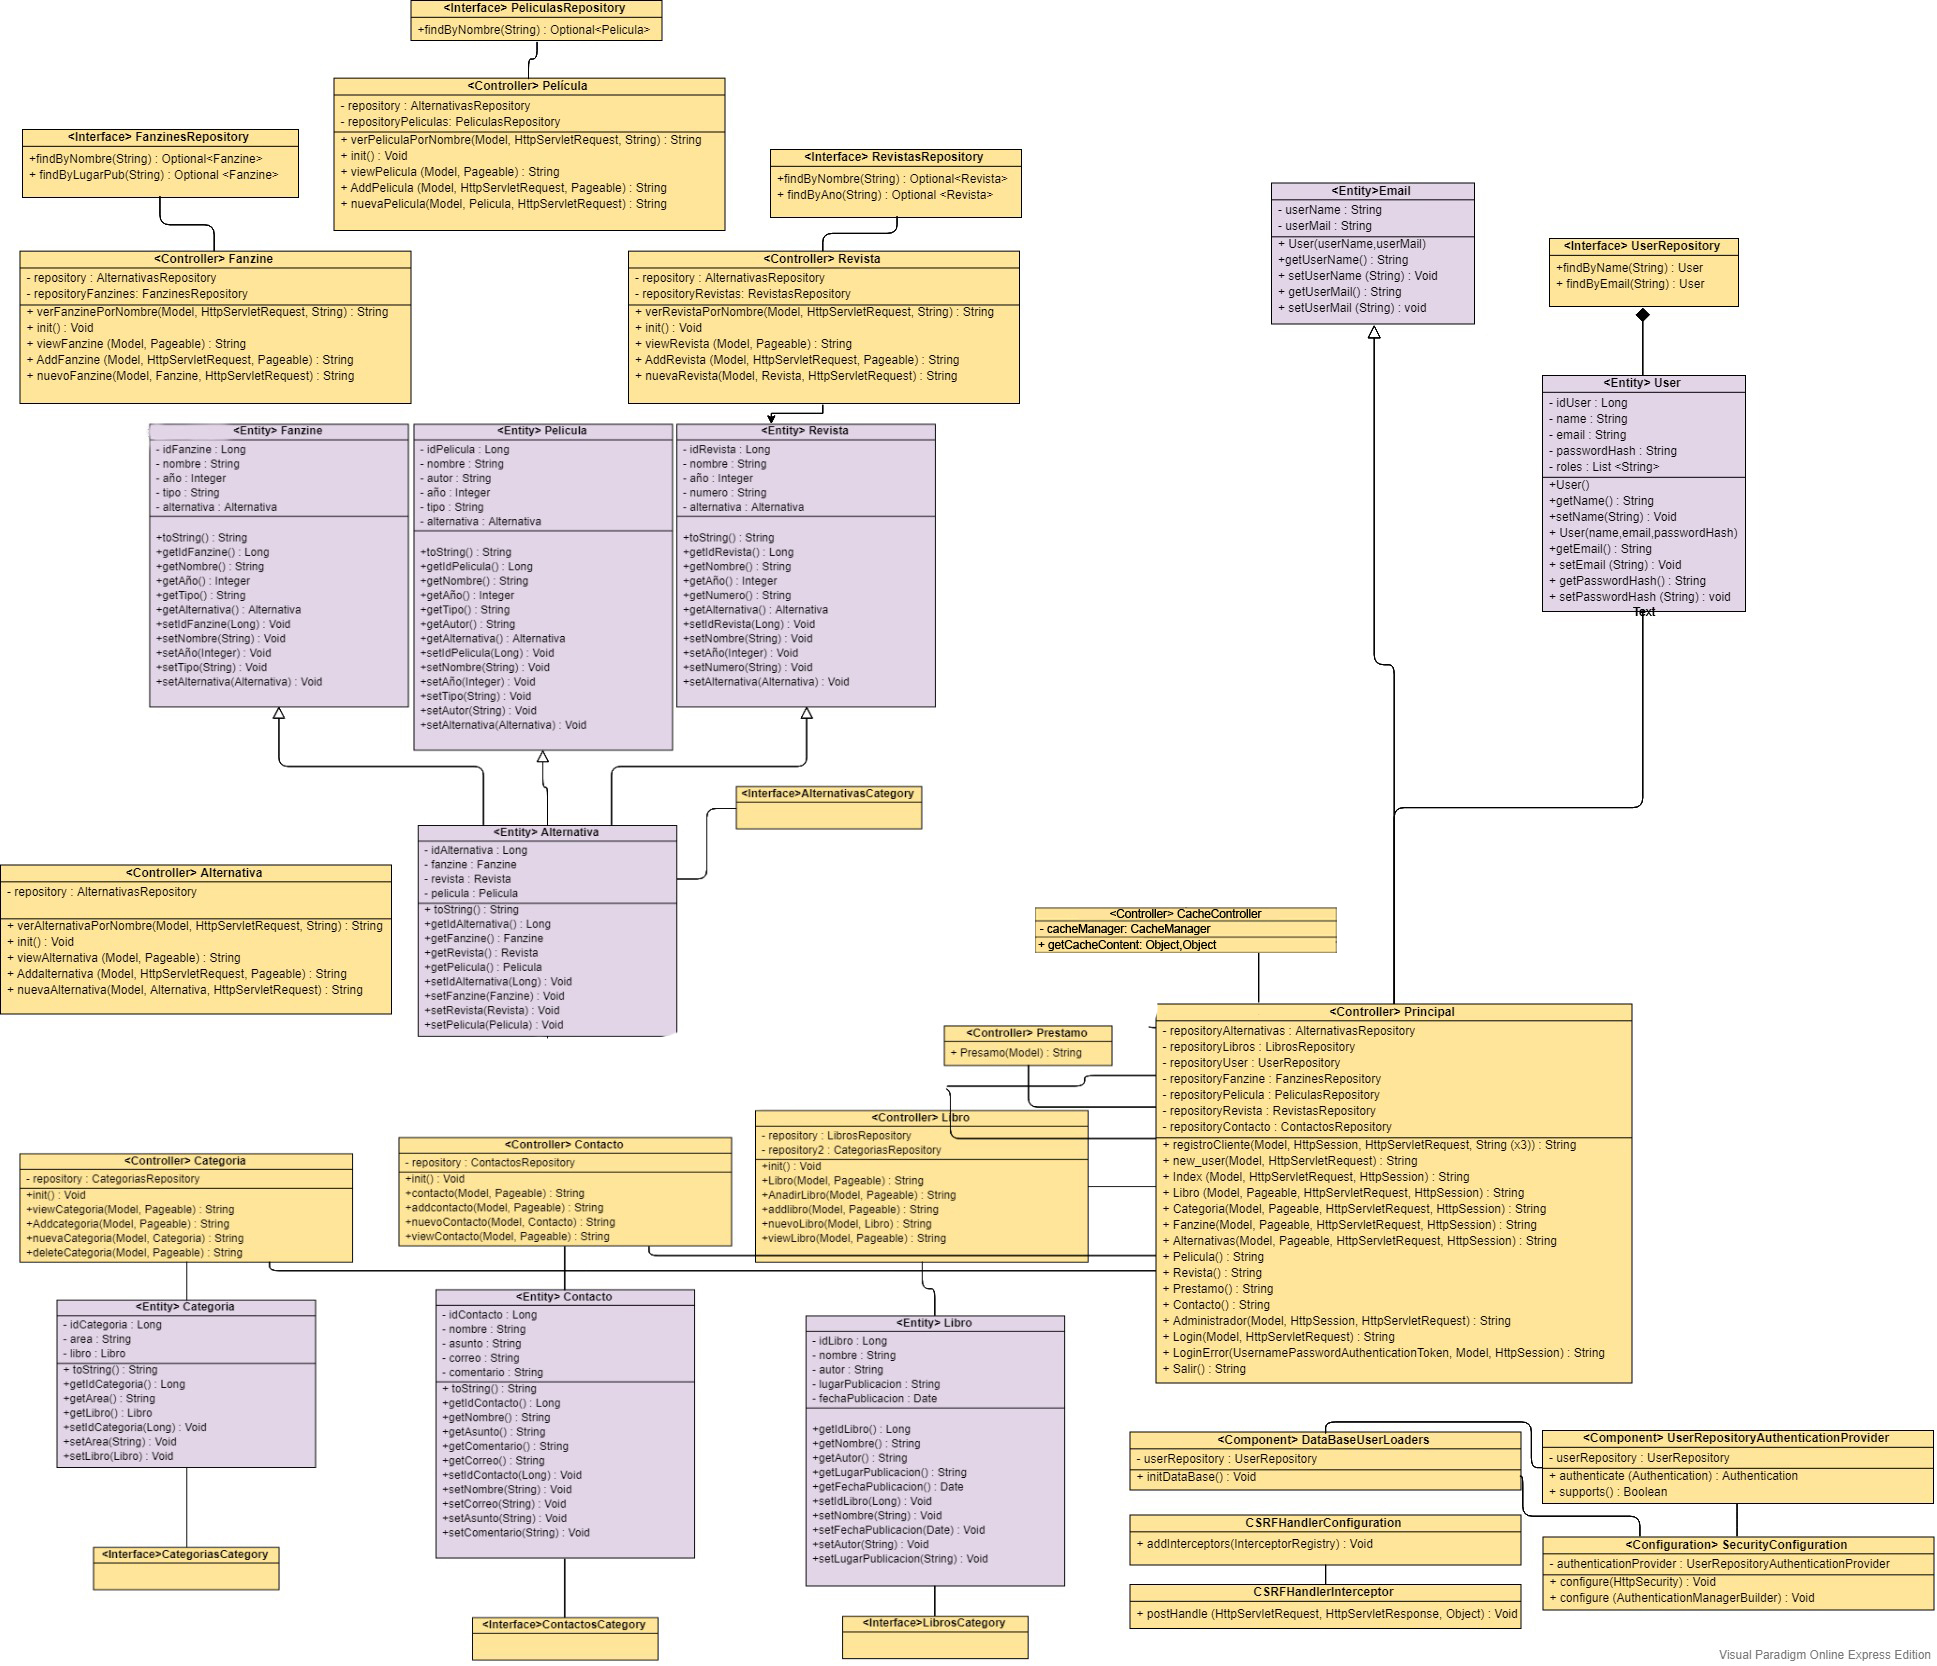 <Interface> PeliculasRepository
+findByNombre(String) : Optional<Pelicula>
<Controller> Película
- repository : AlternativasRepository
- repositoryPeliculas: PeliculasRepository
+ verPeliculaPorNombre(Model, HttpServletRequest, String) : String
+ init() : Void
+ viewPelicula (Model, Pageable) : String
+ AddPelicula (Model, HttpServletRequest, Pageable) : String
+ nuevaPelicula(Model, Pelicula, HttpServletRequest) : String
<Interface> FanzinesRepository
+findByNombre(String) : Optional<Fanzine>
+ findByLugarPub(String) : Optional <Fanzine>
<Interface> RevistasRepository
+findByNombre(String) : Optional<Revista>
+ findByAno(String) : Optional <Revista>
<Controller> Fanzine
- repository : AlternativasRepository
- repositoryFanzines: FanzinesRepository
+ verFanzinePorNombre(Model, HttpServletRequest, String) : String
+ init() : Void
+ viewFanzine (Model, Pageable) : String
+ AddFanzine (Model, HttpServletRequest, Pageable) : String
+ nuevoFanzine(Model, Fanzine, HttpServletRequest) : String
<Controller> Revista
- repository : AlternativasRepository
- repositoryRevistas: RevistasRepository
+ verRevistaPorNombre(Model, HttpServletRequest, String) : String
+ init() : Void
+ viewRevista (Model, Pageable) : String
+ AddRevista (Model, HttpServletRequest, Pageable) : String
+ nuevaRevista(Model, Revista, HttpServletRequest) : String
<Entity>Email
- userName : String
- userMail : String
+ User(userName,userMail)
+getUserName() : String
+ setUserName (String) : Void
+ getUserMail() : String
+ setUserMail (String) : void
<Interface> UserRepository
+findByName(String) : User
+ findByEmail(String) : User
<Entity> User
- idUser : Long
- name : String
- email : String
- passwordHash : String
- roles : List <String>
+User()
+getName() : String
+setName(String) : Void
+ User(name,email,passwordHash)
+getEmail() : String
+ setEmail (String) : Void
+ getPasswordHash() : String
+ setPasswordHash (String) : void
Text
<Entity> Fanzine
- idFanzine : Long
- nombre : String
- año : Integer
- tipo : String
- alternativa : Alternativa
+toString() : String
+getIdFanzine() : Long
+getNombre() : String
+getAño() : Integer
+getTipo() : String
+getAlternativa() : Alternativa
+setIdFanzine(Long) : Void
+setNombre(String) : Void
+setAño(Integer) : Void
+setTipo(String) : Void
+setAlternativa(Alternativa) : Void
<Entity> Pelicula
- idPelicula : Long
- nombre : String
- autor : String
- año : Integer
- tipo : String
- alternativa : Alternativa
+toString() : String
+getIdPelicula() : Long
+getNombre() : String
+getAño() : Integer
+getTipo() : String
+getAutor() : String
+getAlternativa() : Alternativa
+setIdPelicula(Long) : Void
+setNombre(String) : Void
+setAño(Integer) : Void
+setTipo(String) : Void
+setAutor(String) : Void
+setAlternativa(Alternativa) : Void
<Entity> Revista
- idRevista : Long
- nombre : String
- año : Integer
- numero : String
- alternativa : Alternativa
+toString() : String
+getIdRevista() : Long
+getNombre() : String
+getAño() : Integer
+getNumero() : String
+getAlternativa() : Alternativa
+setIdRevista(Long) : Void
+setNombre(String) : Void
+setAño(Integer) : Void
+setNumero(String) : Void
+setAlternativa(Alternativa) : Void
<Interface>AlternativasCategory
<Entity> Alternativa
- idAlternativa : Long
- fanzine : Fanzine
- revista : Revista
- pelicula : Pelicula
+ toString() : String
+getIdAlternativa() : Long
+getFanzine() : Fanzine
+getRevista() : Revista
+getPelicula() : Pelicula
+setIdAlternativa(Long) : Void
+setFanzine(Fanzine) : Void
+setRevista(Revista) : Void
+setPelicula(Pelicula) : Void
<Controller> Alternativa
- repository : AlternativasRepository
+ verAlternativaPorNombre(Model, HttpServletRequest, String) : String
+ init() : Void
+ viewAlternativa (Model, Pageable) : String
+ Addalternativa (Model, HttpServletRequest, Pageable) : String
+ nuevaAlternativa(Model, Alternativa, HttpServletRequest) : String
<Controller> CacheController
- cacheManager: CacheManager
+ getCacheContent: Object,Object
<Controller> Prestamo
+ Presamo(Model) : String
<Controller> Principal
- repositoryAlternativas : AlternativasRepository
- repositoryLibros : LibrosRepository
- repositoryUser : UserRepository
- repositoryFanzine : FanzinesRepository
- repositoryPelicula : PeliculasRepository
- repositoryRevista : RevistasRepository
- repositoryContacto : ContactosRepository
+ registroCliente(Model, HttpSession, HttpServletRequest, String (x3)) : String
+ new_user(Model, HttpServletRequest) : String
+ Index (Model, HttpServletRequest, HttpSession) : String
+ Libro (Model, Pageable, HttpServletRequest, HttpSession) : String
+ Categoria(Model, Pageable, HttpServletRequest, HttpSession) : String
+ Fanzine(Model, Pageable, HttpServletRequest, HttpSession) : String
+ Alternativas(Model, Pageable, HttpServletRequest, HttpSession) : String
+ Pelicula() : String
+ Revista() : String
+ Prestamo() : String
+ Contacto() : String
+ Administrador(Model, HttpSession, HttpServletRequest) : String
+ Login(Model, HttpServletRequest) : String
+ LoginError(UsernamePasswordAuthenticationToken, Model, HttpSession) : String
+ Salir() : String
<Controller> Libro
- repository : LibrosRepository
- repository2 : CategoriasRepository
+init() : Void
+Libro(Model, Pageable) : String
+AnadirLibro(Model, Pageable) : String
+addlibro(Model, Pageable) : String
+nuevoLibro(Model, Libro) : String
+viewLibro(Model, Pageable) : String
<Controller> Contacto
- repository : ContactosRepository
+init() : Void
+contacto(Model, Pageable) : String
+addcontacto(Model, Pageable) : String
+nuevoContacto(Model, Contacto) : String
+viewContacto(Model, Pageable) : String
<Controller> Categoria
- repository : CategoriasRepository
+init() : Void
+viewCategoria(Model, Pageable) : String
+Addcategoria(Model, Pageable) : String
+nuevaCategoria(Model, Categoria) : String
+deleteCategoria(Model, Pageable) : String
<Entity> Categoria
- idCategoria : Long
- area : String
- libro : Libro
+ toString() : String
+getIdCategoria() : Long
+getArea() : String
+getLibro() : Libro
+setIdCategoria(Long) : Void
+setArea(String) : Void
+setLibro(Libro) : Void
<Entity> Contacto
- idContacto : Long
- nombre : String
- asunto : String
- correo : String
- comentario : String
+ toString() : String
+getIdContacto() : Long
+getNombre() : String
+getAsunto() : String
+getComentario() : String
+getCorreo() : String
+setIdContacto(Long) : Void
+setNombre(String) : Void
+setCorreo(String) : Void
+setAsunto(String) : Void
+setComentario(String) : Void
<Entity> Libro
- idLibro : Long
- nombre : String
- autor : String
- lugarPublicacion : String
- fechaPublicacion : Date
+getIdLibro() : Long
+getNombre() : String
+getAutor() : String
+getLugarPublicacion() : String
+getFechaPublicacion() : Date
+setIdLibro(Long) : Void
+setNombre(String) : Void
+setFechaPublicacion(Date) : Void
+setAutor(String) : Void
+setLugarPublicacion(String) : Void
<Interface>CategoriasCategory
<Interface>ContactosCategory
<Interface>LibrosCategory
<Component> DataBaseUserLoaders
- userRepository : UserRepository
+ initDataBase() : Void
<Component> UserRepositoryAuthenticationProvider
- userRepository : UserRepository
+ authenticate (Authentication) : Authentication
+ supports() : Boolean
CSRFHandlerConfiguration
+ addInterceptors(InterceptorRegistry) : Void
<Configuration> SecurityConfiguration
- authenticationProvider : UserRepositoryAuthenticationProvider
+ configure(HttpSecurity) : Void
+ configure (AuthenticationManagerBuilder) : Void
CSRFHandlerInterceptor
+ postHandle (HttpServletRequest, HttpServletResponse, Object) : Void
Visual Paradigm Online Express Edition